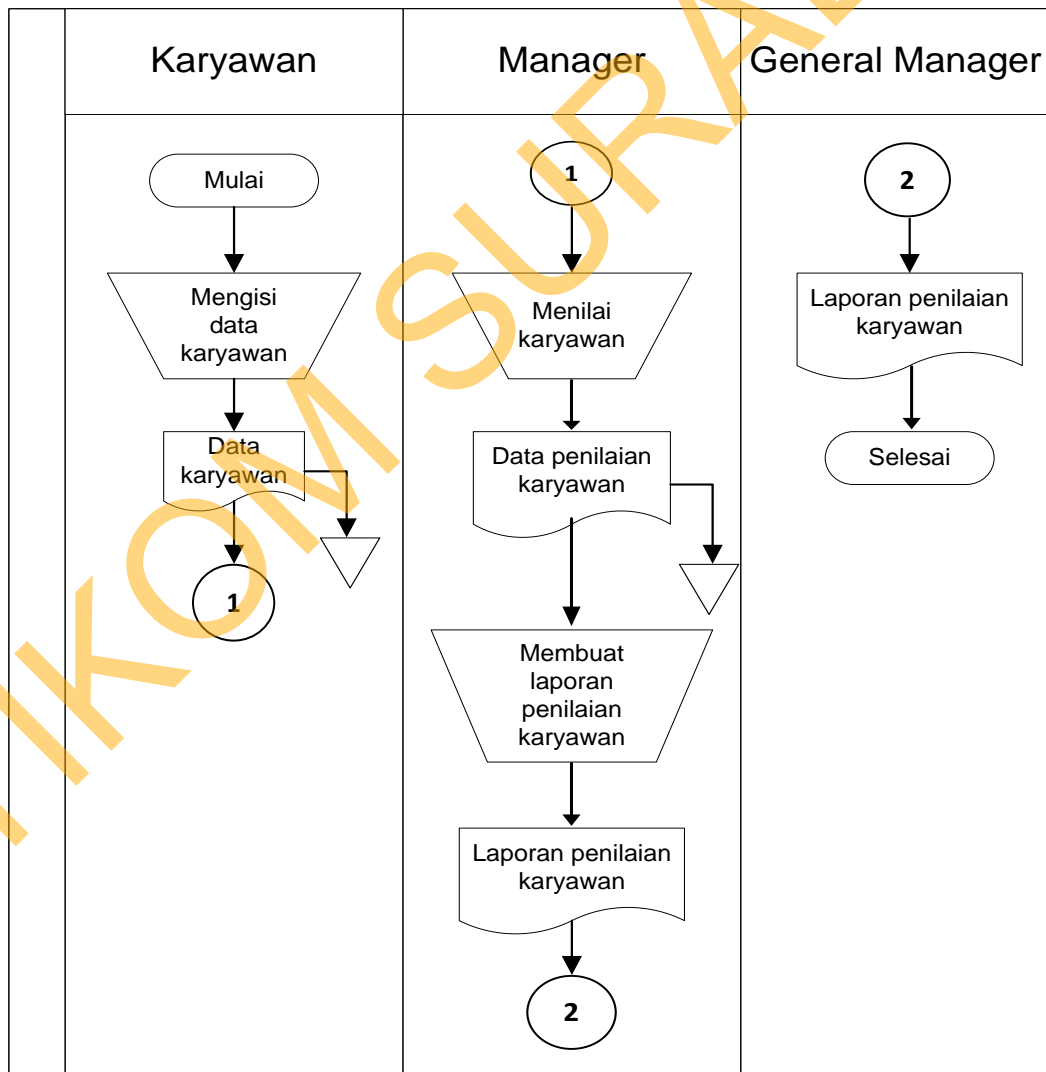 Karyawan
Manager
General Manager
Mulai
Mengisi
data
karyawan
Data
karyawan
1
1
Menilai
karyawan
Data penilaian
karyawan
Membuat
laporan
penilaian
karyawan
Laporan penilaian
karyawan
2
2
Laporan penilaian
karyawan
Selesai
IKOM SURA